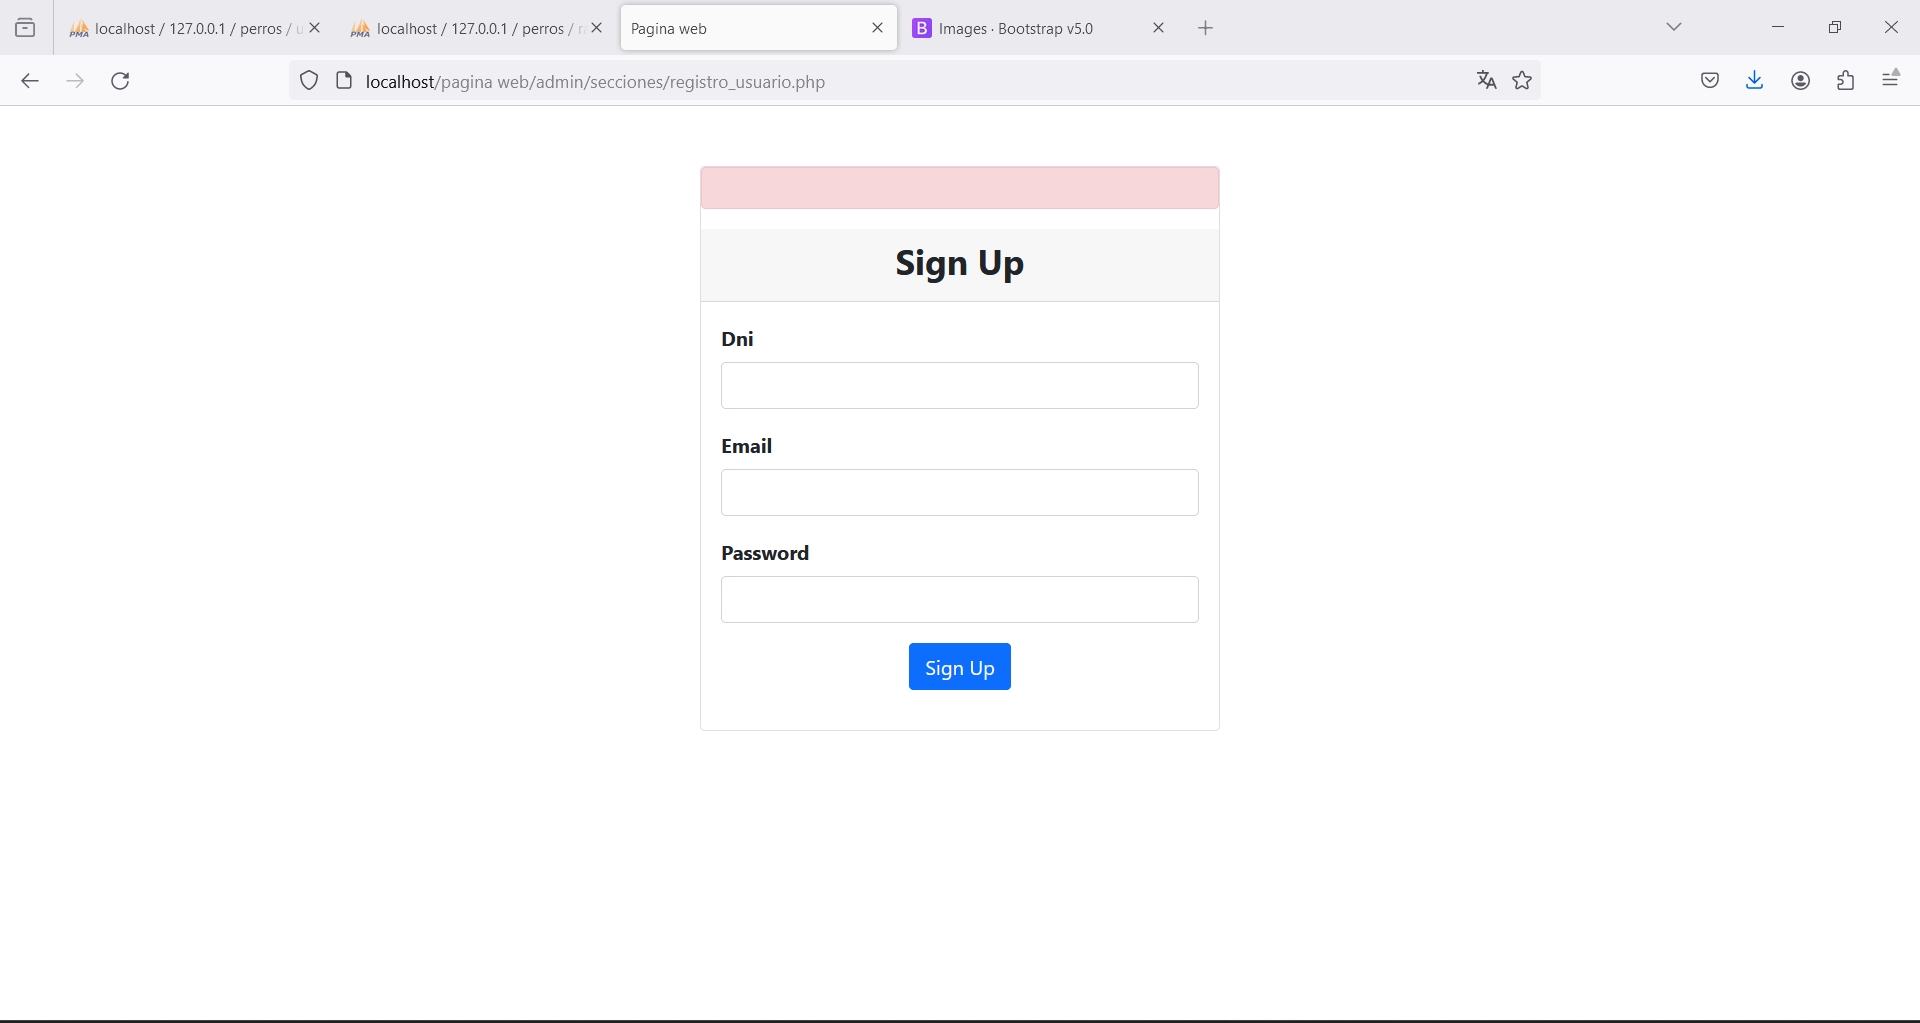 localhost / 127.0.0.1 / perros / u
localhost / 127.0.0.1 / perros / r
Pagina web
B Images · Bootstrap v5.0
localhost/pagina web/admin/secciones/registro_usuario.php
Sign Up
Dni
Email
Password
Sign Up